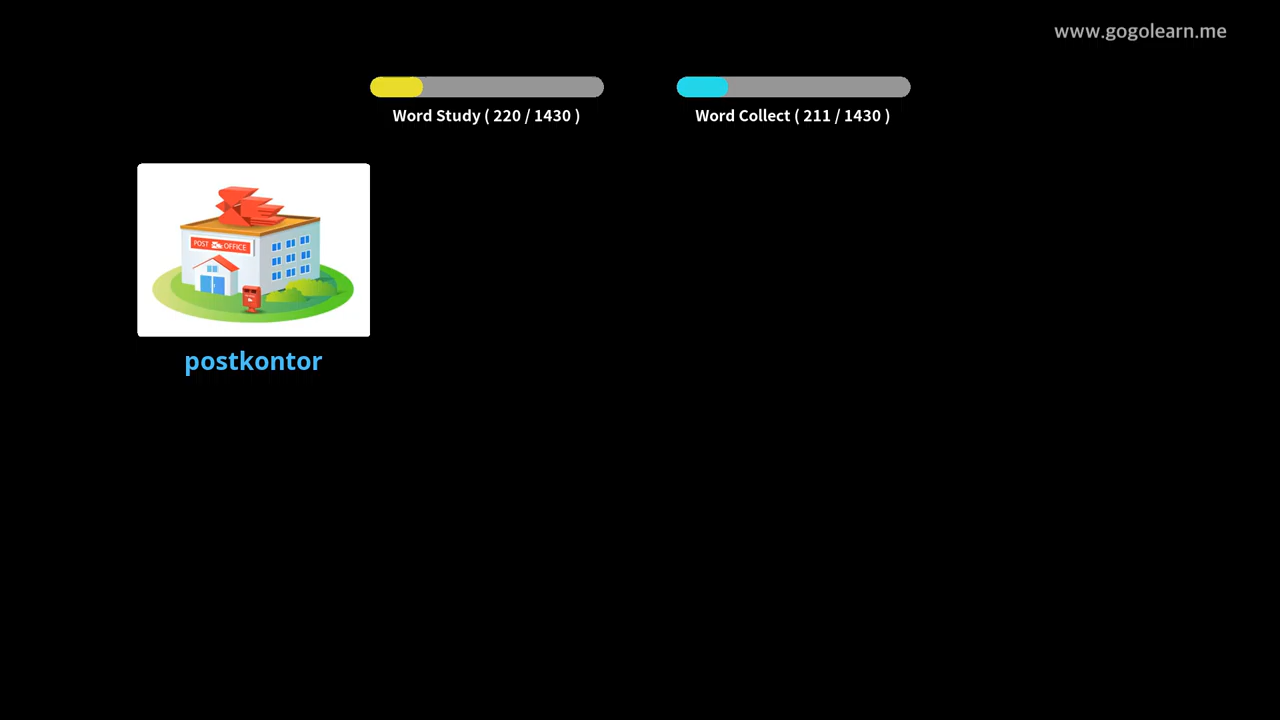 www.gogolearn.me
Word Study ( 220 / 1430 )
Word Collect ( 211 / 1430 )
POST OFFICE
postkontor